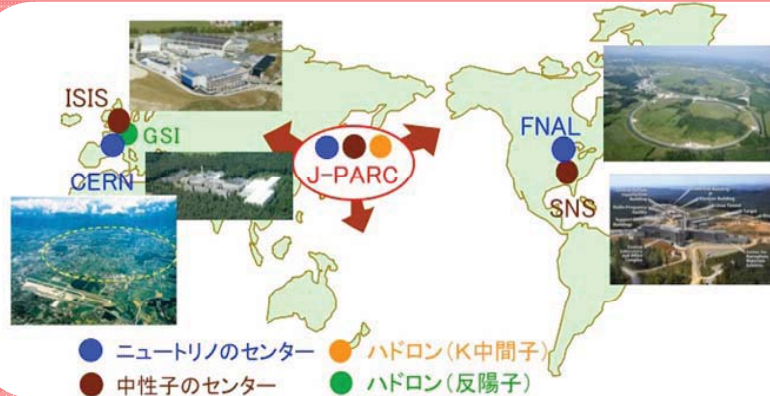 ISIS
GSI
CERN
J-PARC
FNAL
SNS
ニュートリノのセンター
ハドロン(K中間子)
中性子のセンター
ハドロン(反陽子)